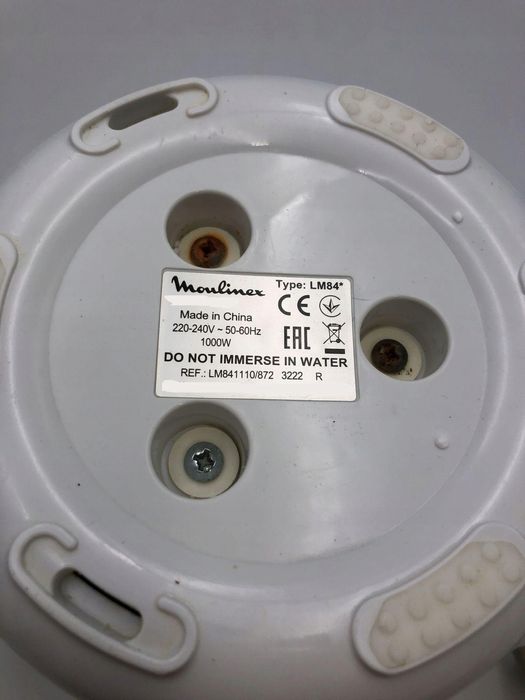 Moulinex Type: LM84*
CE
Made in China
220-240V ~ 50-60Hz
1000W
EAC
DO NOT IMMERSE IN WATER
REF.: LM841110/872 3222 R